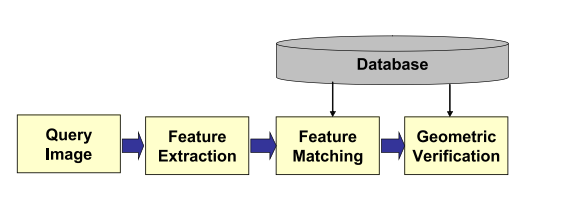 Database
Query
Image
Feature
Extraction
Feature
Matching
Geometric
Verification